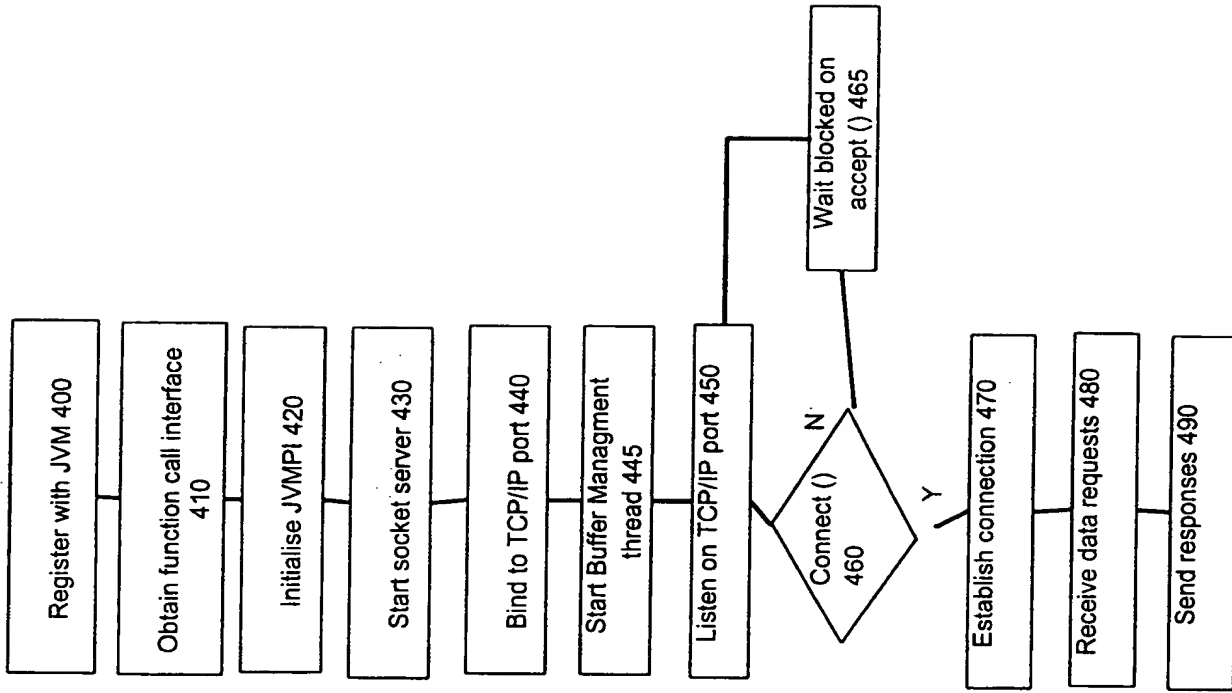 Register with JVM 400
Obtain function call interface
410
Initialise JVMPI 420
Start socket server 430
Bind to TCP/IP port 440
Start Buffer Managment
thread 445
Listen on TCP/IP port 450
Connect ()
460
N
Wait blocked on
accept () 465
Y
Establish connection 470
Receive data requests 480
Send responses 490